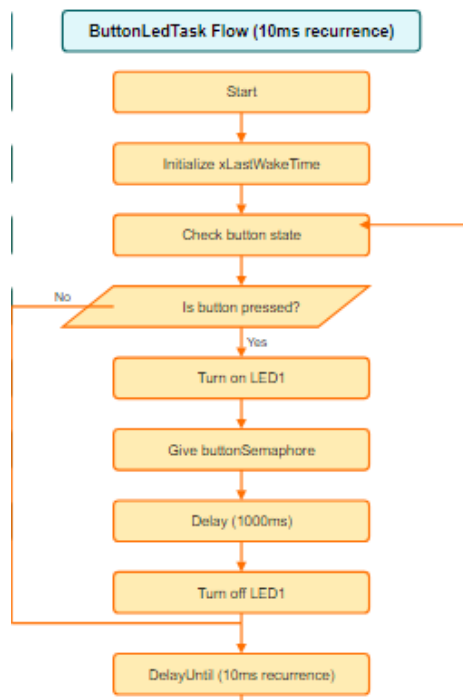 ButtonLedTask Flow (10ms recurrence)
Start
Initialize xLastWakeTime
Check button state
No
Is button pressed?
Yes
Turn on LED1
Give buttonSemaphore
Delay (1000ms)
Turn off LED1
DelayUntil (10ms recurrence)